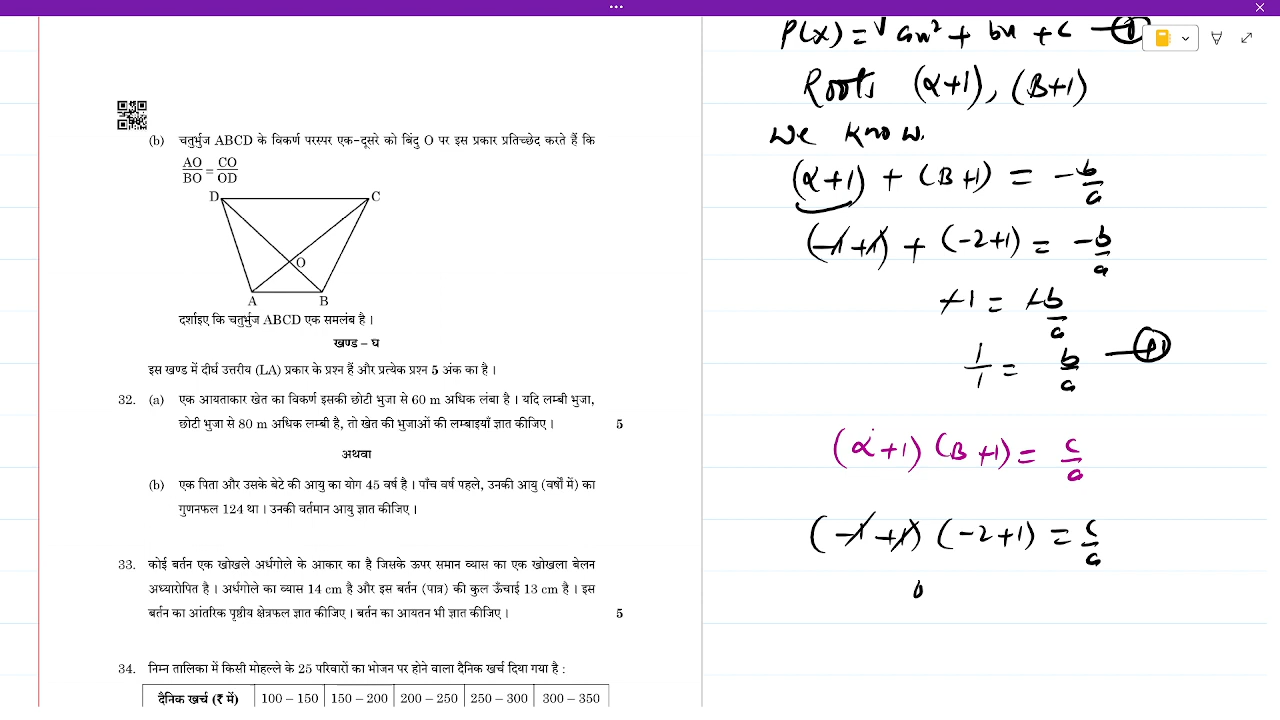 (b) चतुर्भुज ABCD के विकर्ण परस्पर एक-दूसरे को बिंदु O पर इस प्रकार प्रतिच्छेद करते हैं कि
AO/BO = CO/OD
D C
O
A B
दर्शाइए कि चतुर्भुज ABCD एक समलंब है ।
खण्ड – घ
इस खण्ड में दीर्घ उत्तरीय (LA) प्रकार के प्रश्न हैं और प्रत्येक प्रश्न 5 अंक का है ।
32. (a) एक आयताकार खेत का विकर्ण इसकी छोटी भुजा से 60 m अधिक लंबा है । यदि लम्बी भुजा,
छोटी भुजा से 80 m अधिक लम्बी है, तो खेत की भुजाओं की लम्बाइयाँ ज्ञात कीजिए । 5
अथवा
(b) एक पिता और उसके बेटे की आयु का योग 45 वर्ष है । पाँच वर्ष पहले, उनकी आयु (वर्षों में) का
गुणनफल 124 था । उनकी वर्तमान आयु ज्ञात कीजिए ।
33. कोई बर्तन एक खोखले अर्धगोले के आकार का है जिसके ऊपर समान व्यास का एक खोखला बेलन
अध्यारोपित है । अर्धगोले का व्यास 14 cm है और इस बर्तन (पात्र) की कुल ऊँचाई 13 cm है । इस
बर्तन का आंतरिक पृष्ठीय क्षेत्रफल ज्ञात कीजिए । बर्तन का आयतन भी ज्ञात कीजिए । 5
34. निम्न तालिका में किसी मोहल्ले के 25 परिवारों का भोजन पर होने वाला दैनिक खर्च दिया गया है :
दैनिक खर्च (₹ में) 100 – 150 150 – 200 200 – 250 250 – 300 300 – 350
P(x) = ax² + bx + c
Roots (α+1), (β+1)
we know.
(α+1) + (β+1) = -b/a
(-1+1) + (-2+1) = -b/a
-1 = -b/a
1/1 = b/a — (11)
(α+1) (β+1) = c/a
(-1+1) (-2+1) = c/a
0